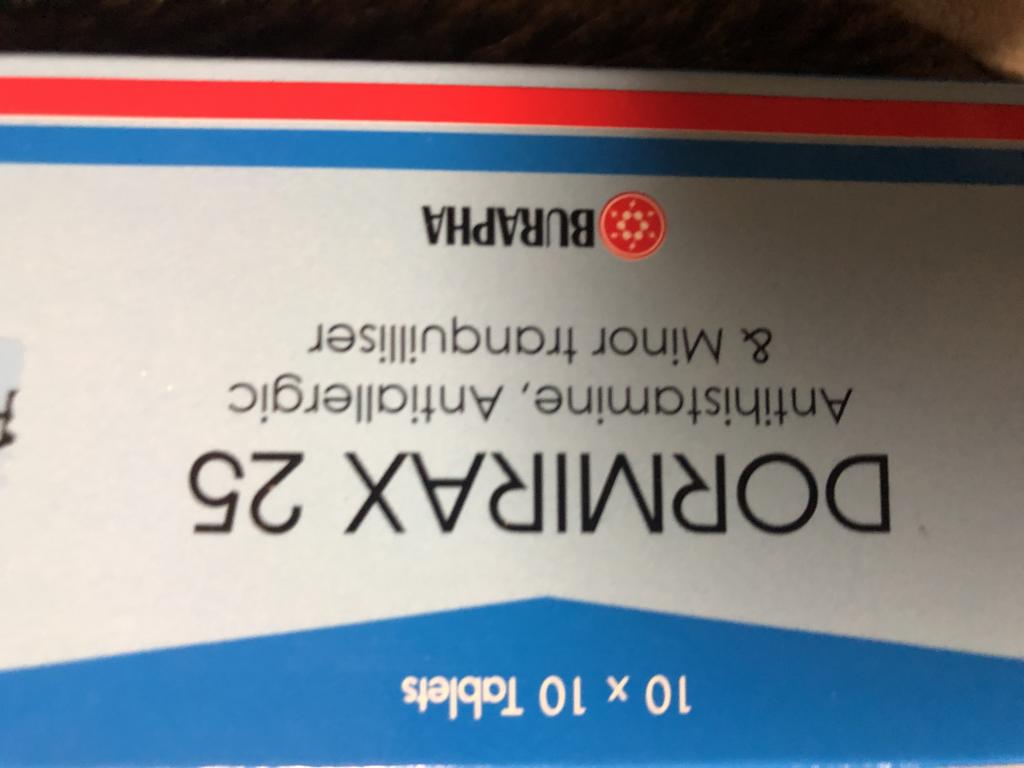 10 x 10 Tablets
DORMIRAX 25
Antihistamine, Antiallergic
& Minor tranquilliser
BURAPHA